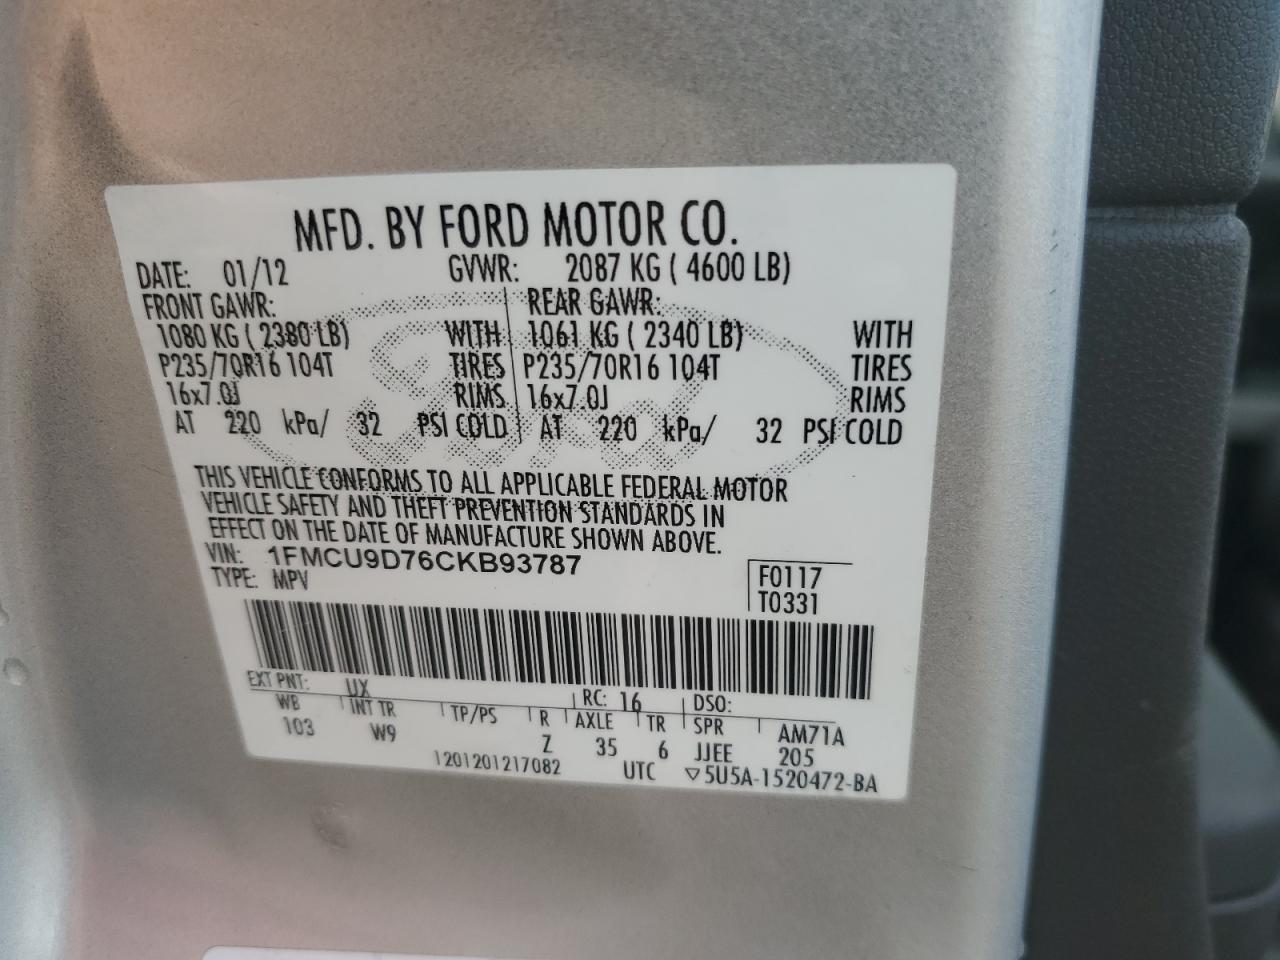 MFD. BY FORD MOTOR CO.
DATE: 01/12 GVWR: 2087 KG ( 4600 LB)
FRONT GAWR: REAR GAWR:
1080 KG ( 2380 LB) WITH 1061 KG ( 2340 LB) WITH
P235/70R16 104T TIRES P235/70R16 104T TIRES
16x7.0J RIMS 16x7.0J RIMS
AT 220 kPa/ 32 PSI COLD AT 220 kPa/ 32 PSI COLD
THIS VEHICLE CONFORMS TO ALL APPLICABLE FEDERAL MOTOR
VEHICLE SAFETY AND THEFT PREVENTION STANDARDS IN
EFFECT ON THE DATE OF MANUFACTURE SHOWN ABOVE.
VIN: 1FMCU9D76CKB93787
TYPE: MPV
F0117
T0331
EXT PNT: UX RC: 16 DSO:
WB INT TR TP/PS R AXLE TR SPR AM71A
103 W9 Z 35 6 JJEE 205
1201201217082 UTC ▽5U5A-1520472-BA